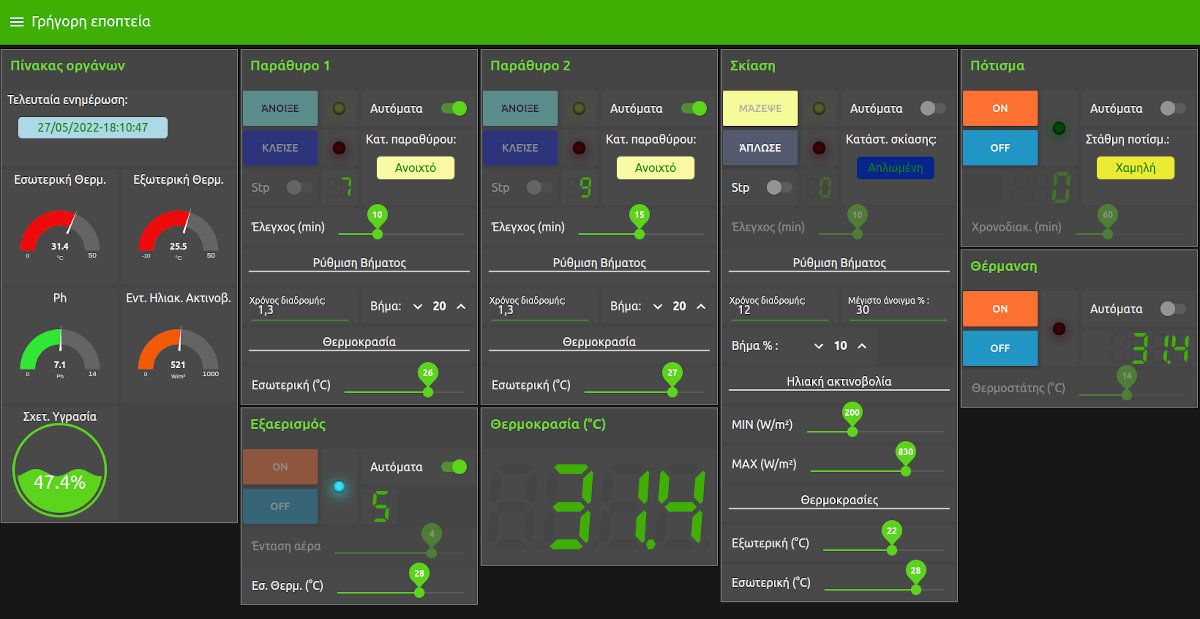 Γρήγορη εποπτεία
Πίνακας οργάνων
Τελευταία ενημέρωση:
27/05/2022-18:10:47
Εσωτερική Θερμ.
31.4
0 °C 50
Εξωτερική Θερμ.
25.5
-10 °C 50
Ph
7.1
0 Ph 14
Εντ. Ηλιακ. Ακτινοβ.
521
0 W/m² 1000
Σχετ. Υγρασία
47.4%
Παράθυρο 1
ΆΝΟΙΞΕ
Αυτόματα
ΚΛΕΊΣΕ
Κατ. παραθύρου:
Ανοιχτό
Stp
7
Έλεγχος (min)
10
Ρύθμιση Βήματος
Χρόνος διαδρομής:
1,3
Βήμα: 20
Θερμοκρασία
Εσωτερική (°C)
26
Εξαερισμός
ON
Αυτόματα
OFF
5
Ένταση αέρα
4
Εσ. Θερμ. (°C)
28
Παράθυρο 2
ΆΝΟΙΞΕ
Αυτόματα
ΚΛΕΊΣΕ
Κατ. παραθύρου:
Ανοιχτό
Stp
9
Έλεγχος (min)
15
Ρύθμιση Βήματος
Χρόνος διαδρομής:
1,3
Βήμα: 20
Θερμοκρασία
Εσωτερική (°C)
27
Θερμοκρασία (°C)
31.4
Σκίαση
ΜΆΖΕΨΕ
Αυτόματα
ΆΠΛΩΣΕ
Κατάστ. σκίασης:
Απλωμένη
Stp
0
Έλεγχος (min)
10
Ρύθμιση Βήματος
Χρόνος διαδρομής:
12
Μέγιστο άνοιγμα % :
30
Βήμα % : 10
Ηλιακή ακτινοβολία
MIN (W/m²)
200
MAX (W/m²)
830
Θερμοκρασίες
Εξωτερική (°C)
22
Εσωτερική (°C)
28
Πότισμα
ON
Αυτόματα
OFF
Στάθμη ποτίσμ.:
Χαμηλή
0
Χρονοδιακ. (min)
60
Θέρμανση
ON
Αυτόματα
OFF
31.4
Θερμοστάτης (°C)
14